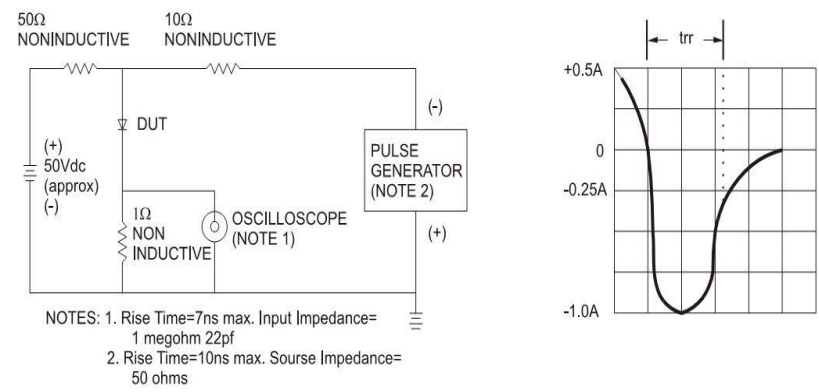 50Ω
NONINDUCTIVE
10Ω
NONINDUCTIVE
DUT
(+)
50Vdc
(approx)
(-)
1Ω
NON
INDUCTIVE
OSCILLOSCOPE
(NOTE 1)
(-)
PULSE
GENERATOR
(NOTE 2)
(+)
NOTES: 1. Rise Time=7ns max. Input Impedance=
1 megohm 22pf
2. Rise Time=10ns max. Sourse Impedance=
50 ohms
trr
+0.5A
0
-0.25A
-1.0A